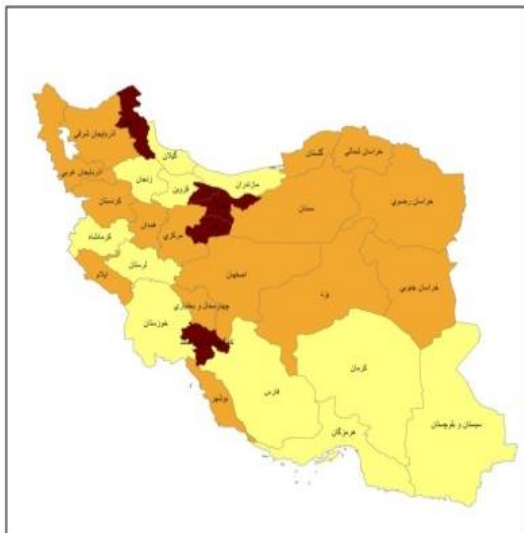 آذربایجان شرقی
آذربایجان غربی
گیلان
زنجان
قزوین
مازندران
گلستان
خراسان شمالی
خراسان رضوی
سمنان
کردستان
همدان
مرکزی
کرمانشاه
لرستان
ایلام
اصفهان
یزد
خراسان جنوبی
چهارمحال و بختیاری
خوزستان
کرمان
فارس
بوشهر
هرمزگان
سیستان و بلوچستان